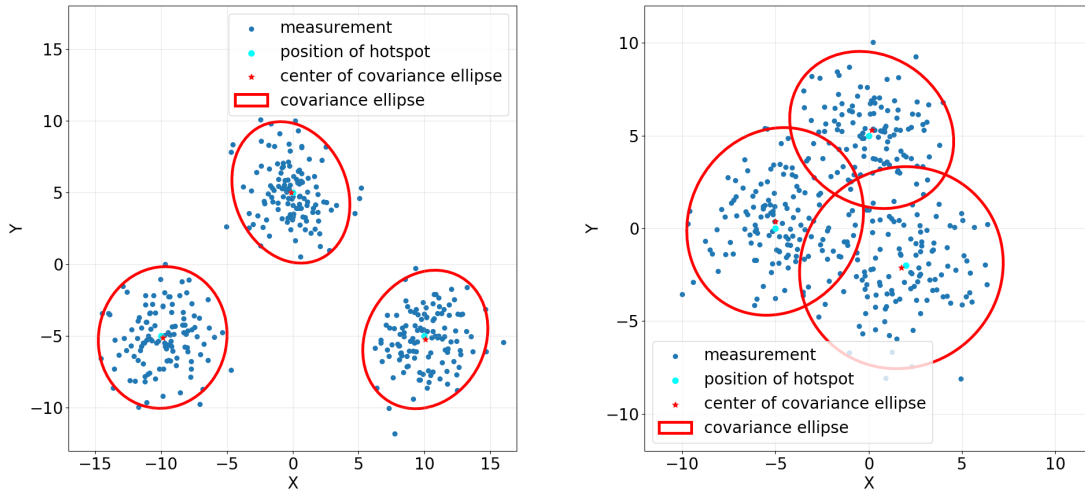 measurement
position of hotspot
center of covariance ellipse
covariance ellipse
15
10
5
0
−5
−10
Y
−15
−10
−5
0
5
10
15
X
10
5
0
−5
−10
Y
measurement
position of hotspot
center of covariance ellipse
covariance ellipse
−10
−5
0
5
10
X